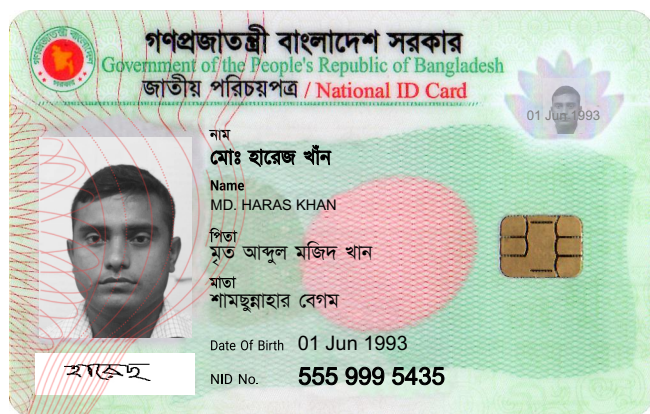 গণপ্রজাতন্ত্রী বাংলাদেশ সরকার
Government of the People's Republic of Bangladesh
জাতীয় পরিচয়পত্র / National ID Card
01 Jun 1993
নাম
মোঃ হারেজ খাঁন
Name
MD. HARAS KHAN
পিতা
মৃত আব্দুল মজিদ খান
মাতা
শামছুন্নাহার বেগম
Date Of Birth 01 Jun 1993
হারেছ
NID No. 555 999 5435